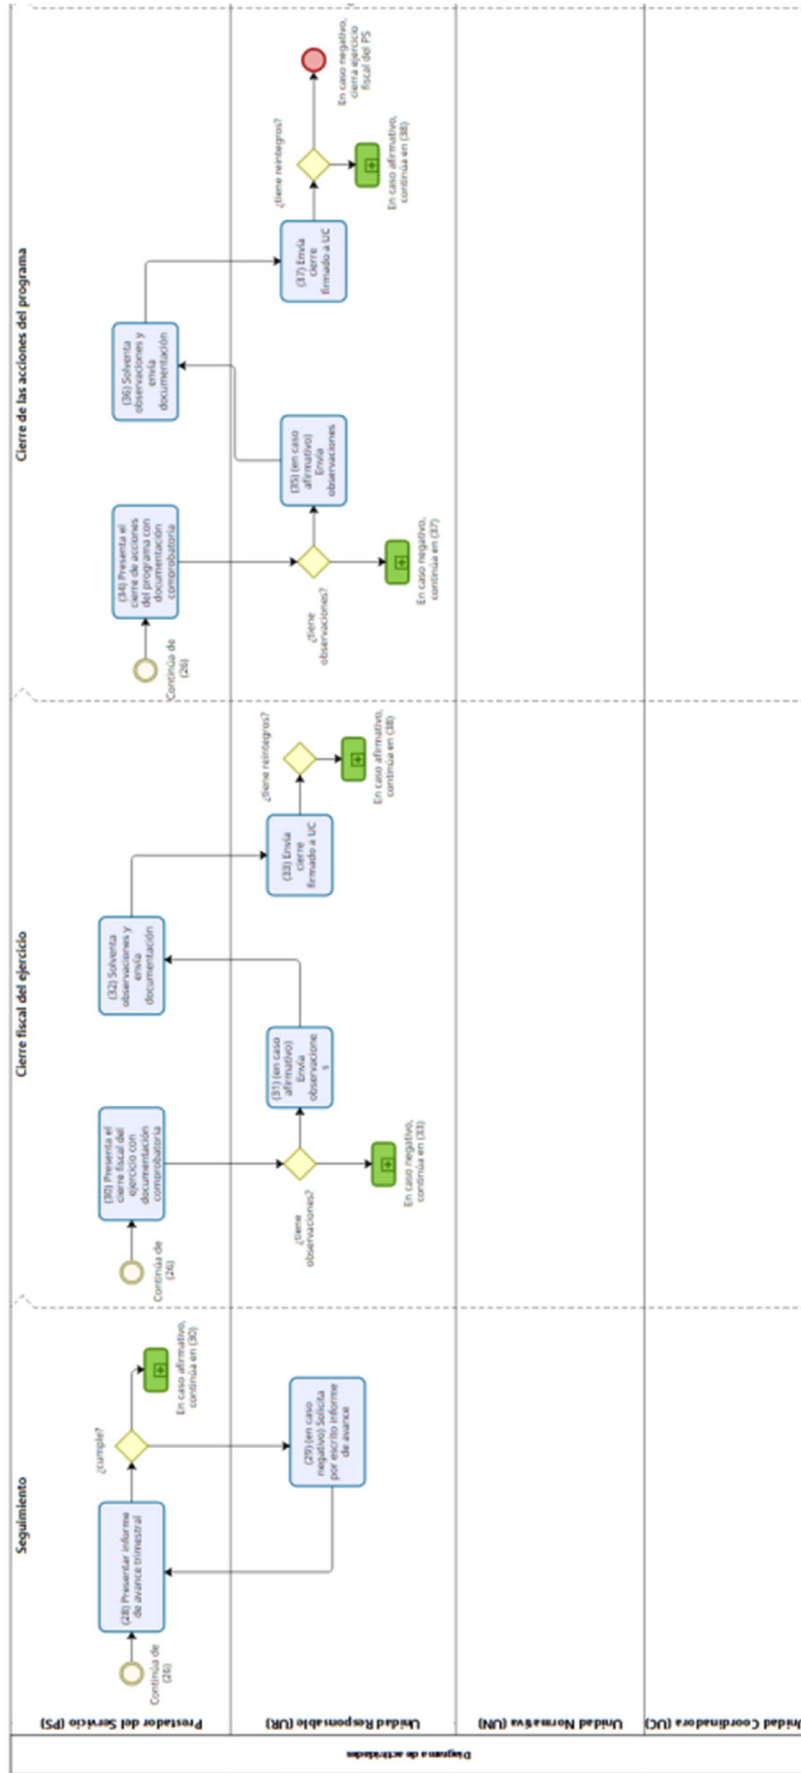 Diagrama de actividades
Prestador del Servicio (PS)
Unidad Responsable (UR)
Unidad Normativa (UN)
Unidad Coordinadora (UC)
Seguimiento
Continúa de
(26)
(28) Presentar informe
de avance trimestral
¿cumple?
En caso afirmativo,
continúa en (30)
(29) (en caso
negativo) Solicita
por escrito informe
de avance
Cierre fiscal del ejercicio
Continúa de
(26)
(30) Presenta el
cierre fiscal del
ejercicio con
documentación
comprobatoria
¿tiene
observaciones?
En caso negativo,
continúa en (33)
(31) (en caso
afirmativo)
Envía
observacione
s
(32) Solventa
observaciones y
envía
documentación
(33) Envía
cierre
firmado a UC
¿tiene reintegros?
En caso afirmativo,
continúa en (38)
Cierre de las acciones del programa
Continúa de
(26)
(34) Presenta el
cierre de acciones
del programa con
documentación
comprobatoria
¿tiene
observaciones?
En caso negativo,
continúa en (37)
(35) (en caso
afirmativo)
Envía
observaciones
(36) Solventa
observaciones y
envía
documentación
(37) Envía
cierre
firmado a UC
¿tiene reintegros?
En caso afirmativo,
continúa en (38)
En caso negativo,
cierra ejercicio
fiscal del PS